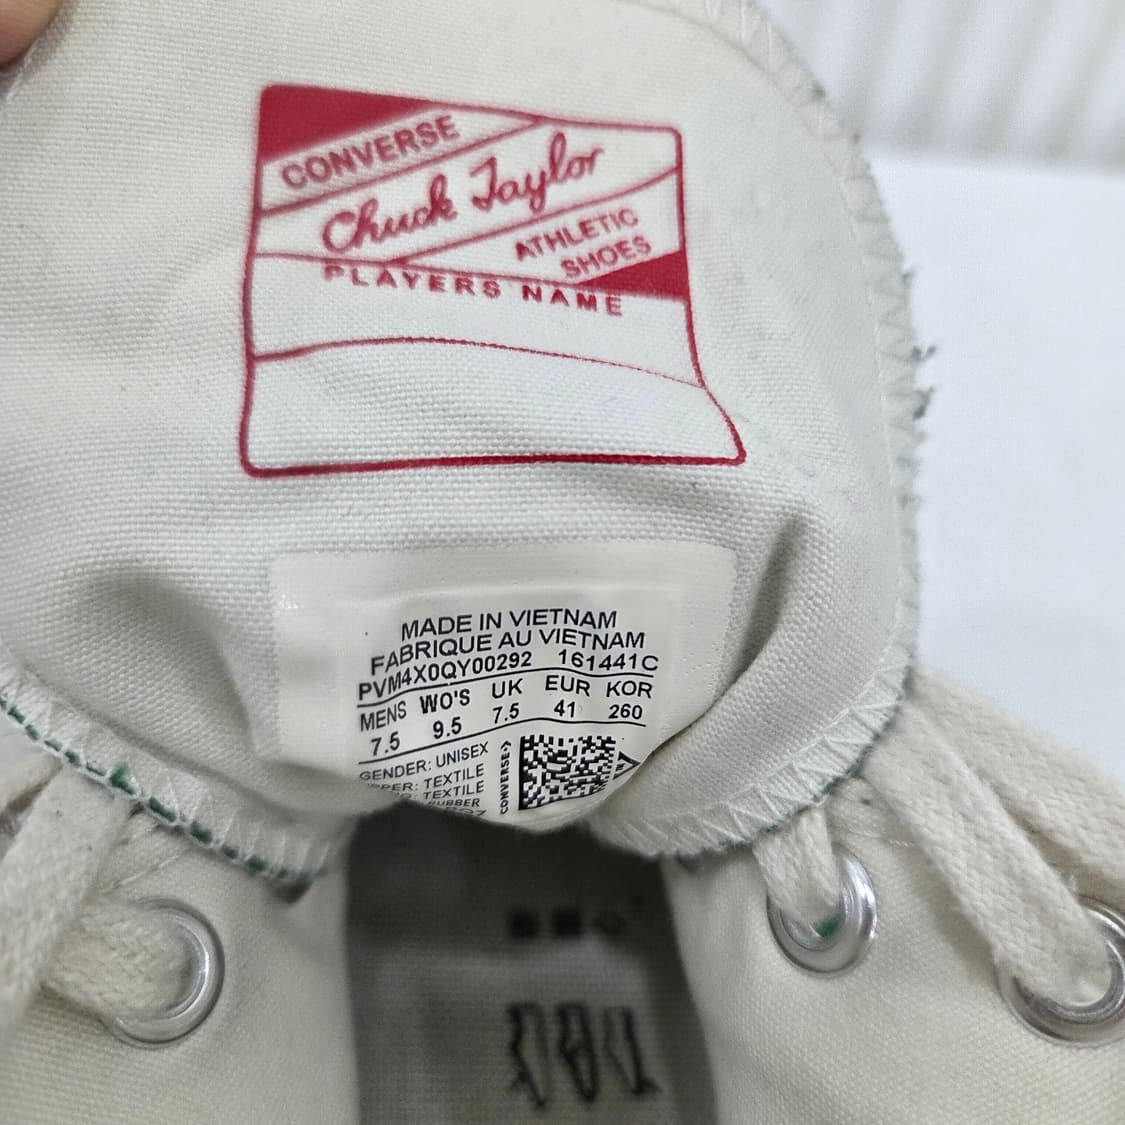 CONVERSE
Chuck Taylor
ATHLETIC
SHOES
PLAYERS NAME
MADE IN VIETNAM
FABRIQUE AU VIETNAM
PVM4X0QY00292 161441C
MENS WO'S UK EUR KOR
7.5 9.5 7.5 41 260
GENDER: UNISEX
TEXTILE
TEXTILE
RUBBER
CONVERSE